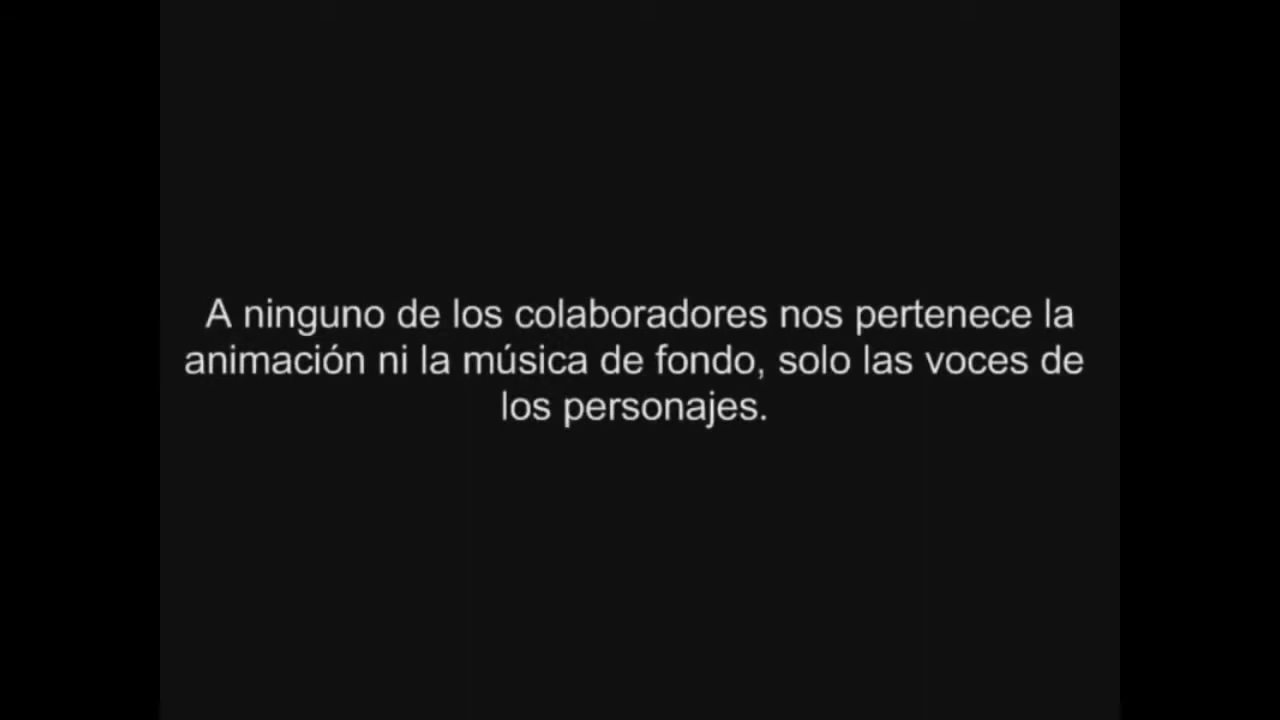 A ninguno de los colaboradores nos pertenece la
animación ni la música de fondo, solo las voces de
los personajes.